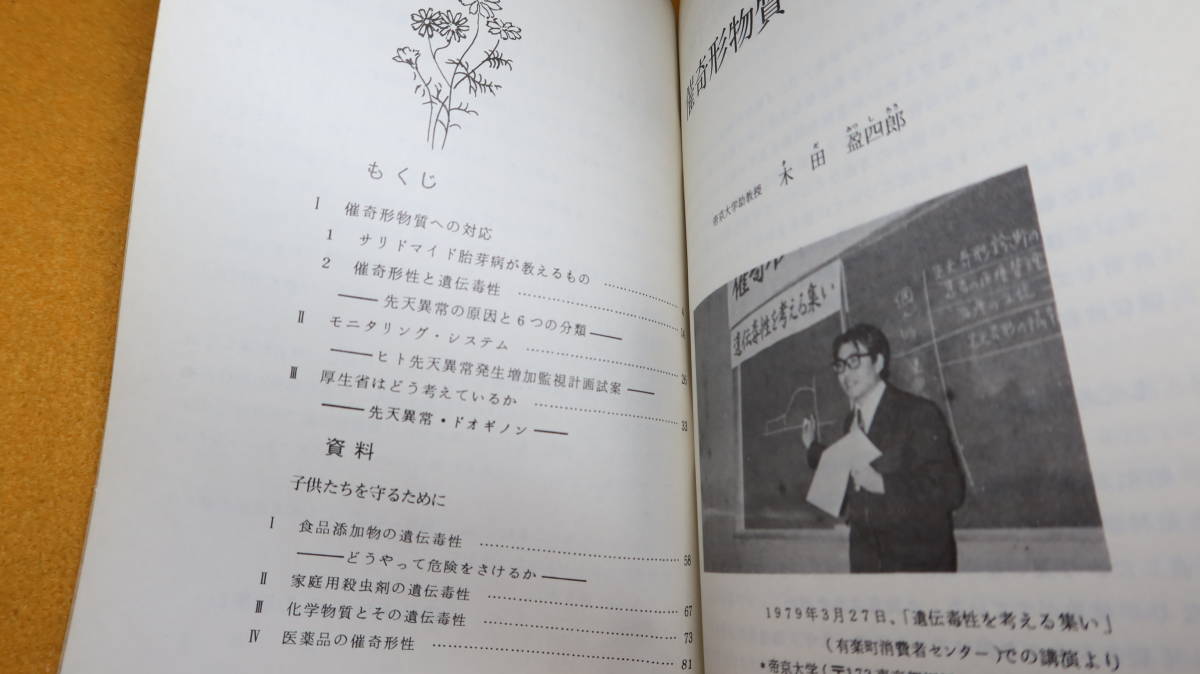 もくじ
Ⅰ 催奇形物質への対応
1 サリドマイド胎芽病が教えるもの ……………… 4
2 催奇形性と遺伝毒性 ……………… 14
——先天異常の原因と6つの分類——
Ⅱ モニタリング・システム ……………… 26
——ヒト先天異常発生増加監視計画試案——
Ⅲ 厚生省はどう考えているか ……………… 33
——先天異常・ドオギノン——
資料
子供たちを守るために
Ⅰ 食品添加物の遺伝毒性 ……………… 58
——どうやって危険をさけるか——
Ⅱ 家庭用殺虫剤の遺伝毒性 ……………… 67
Ⅲ 化学物質とその遺伝毒性 ……………… 73
Ⅳ 医薬品の催奇形性 ……………… 81
催奇形物質
帝京大学助教授 木田盈四郎
催奇形
遺伝毒性を考える集い
1979年3月27日、「遺伝毒性を考える集い」
(有楽町消費者センター)での講演より
*帝京大学(〒173